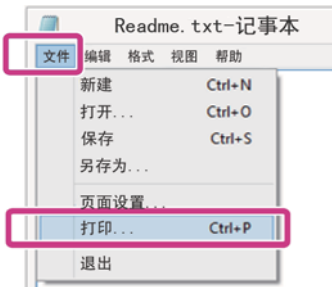 Readme.txt-记事本
文件 编辑 格式 视图 帮助
新建 Ctrl+N
打开... Ctrl+O
保存 Ctrl+S
另存为...
页面设置...
打印... Ctrl+P
退出